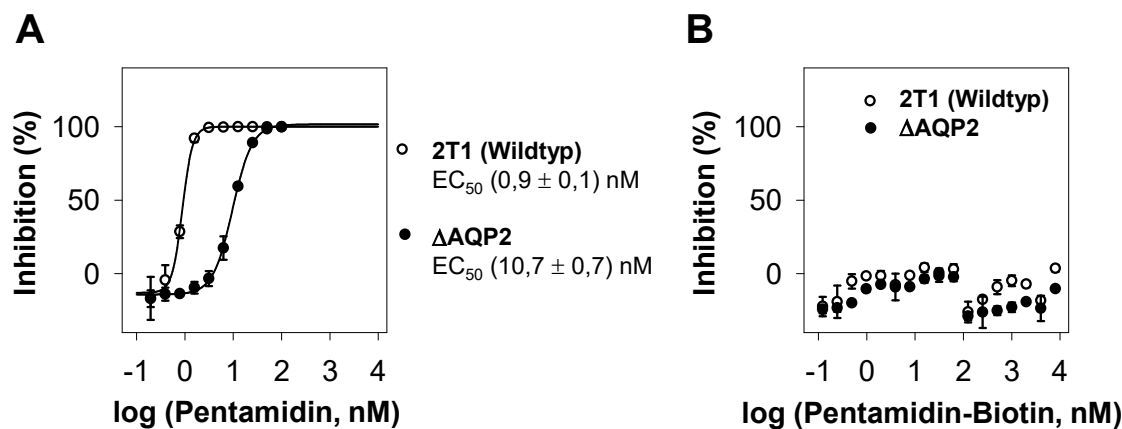 A
Inhibition (%)
100
50
0
-1 0 1 2 3 4
log (Pentamidin, nM)
2T1 (Wildtyp)
EC50 (0,9 ± 0,1) nM
ΔAQP2
EC50 (10,7 ± 0,7) nM
B
Inhibition (%)
100
50
0
2T1 (Wildtyp)
ΔAQP2
-1 0 1 2 3 4
log (Pentamidin-Biotin, nM)